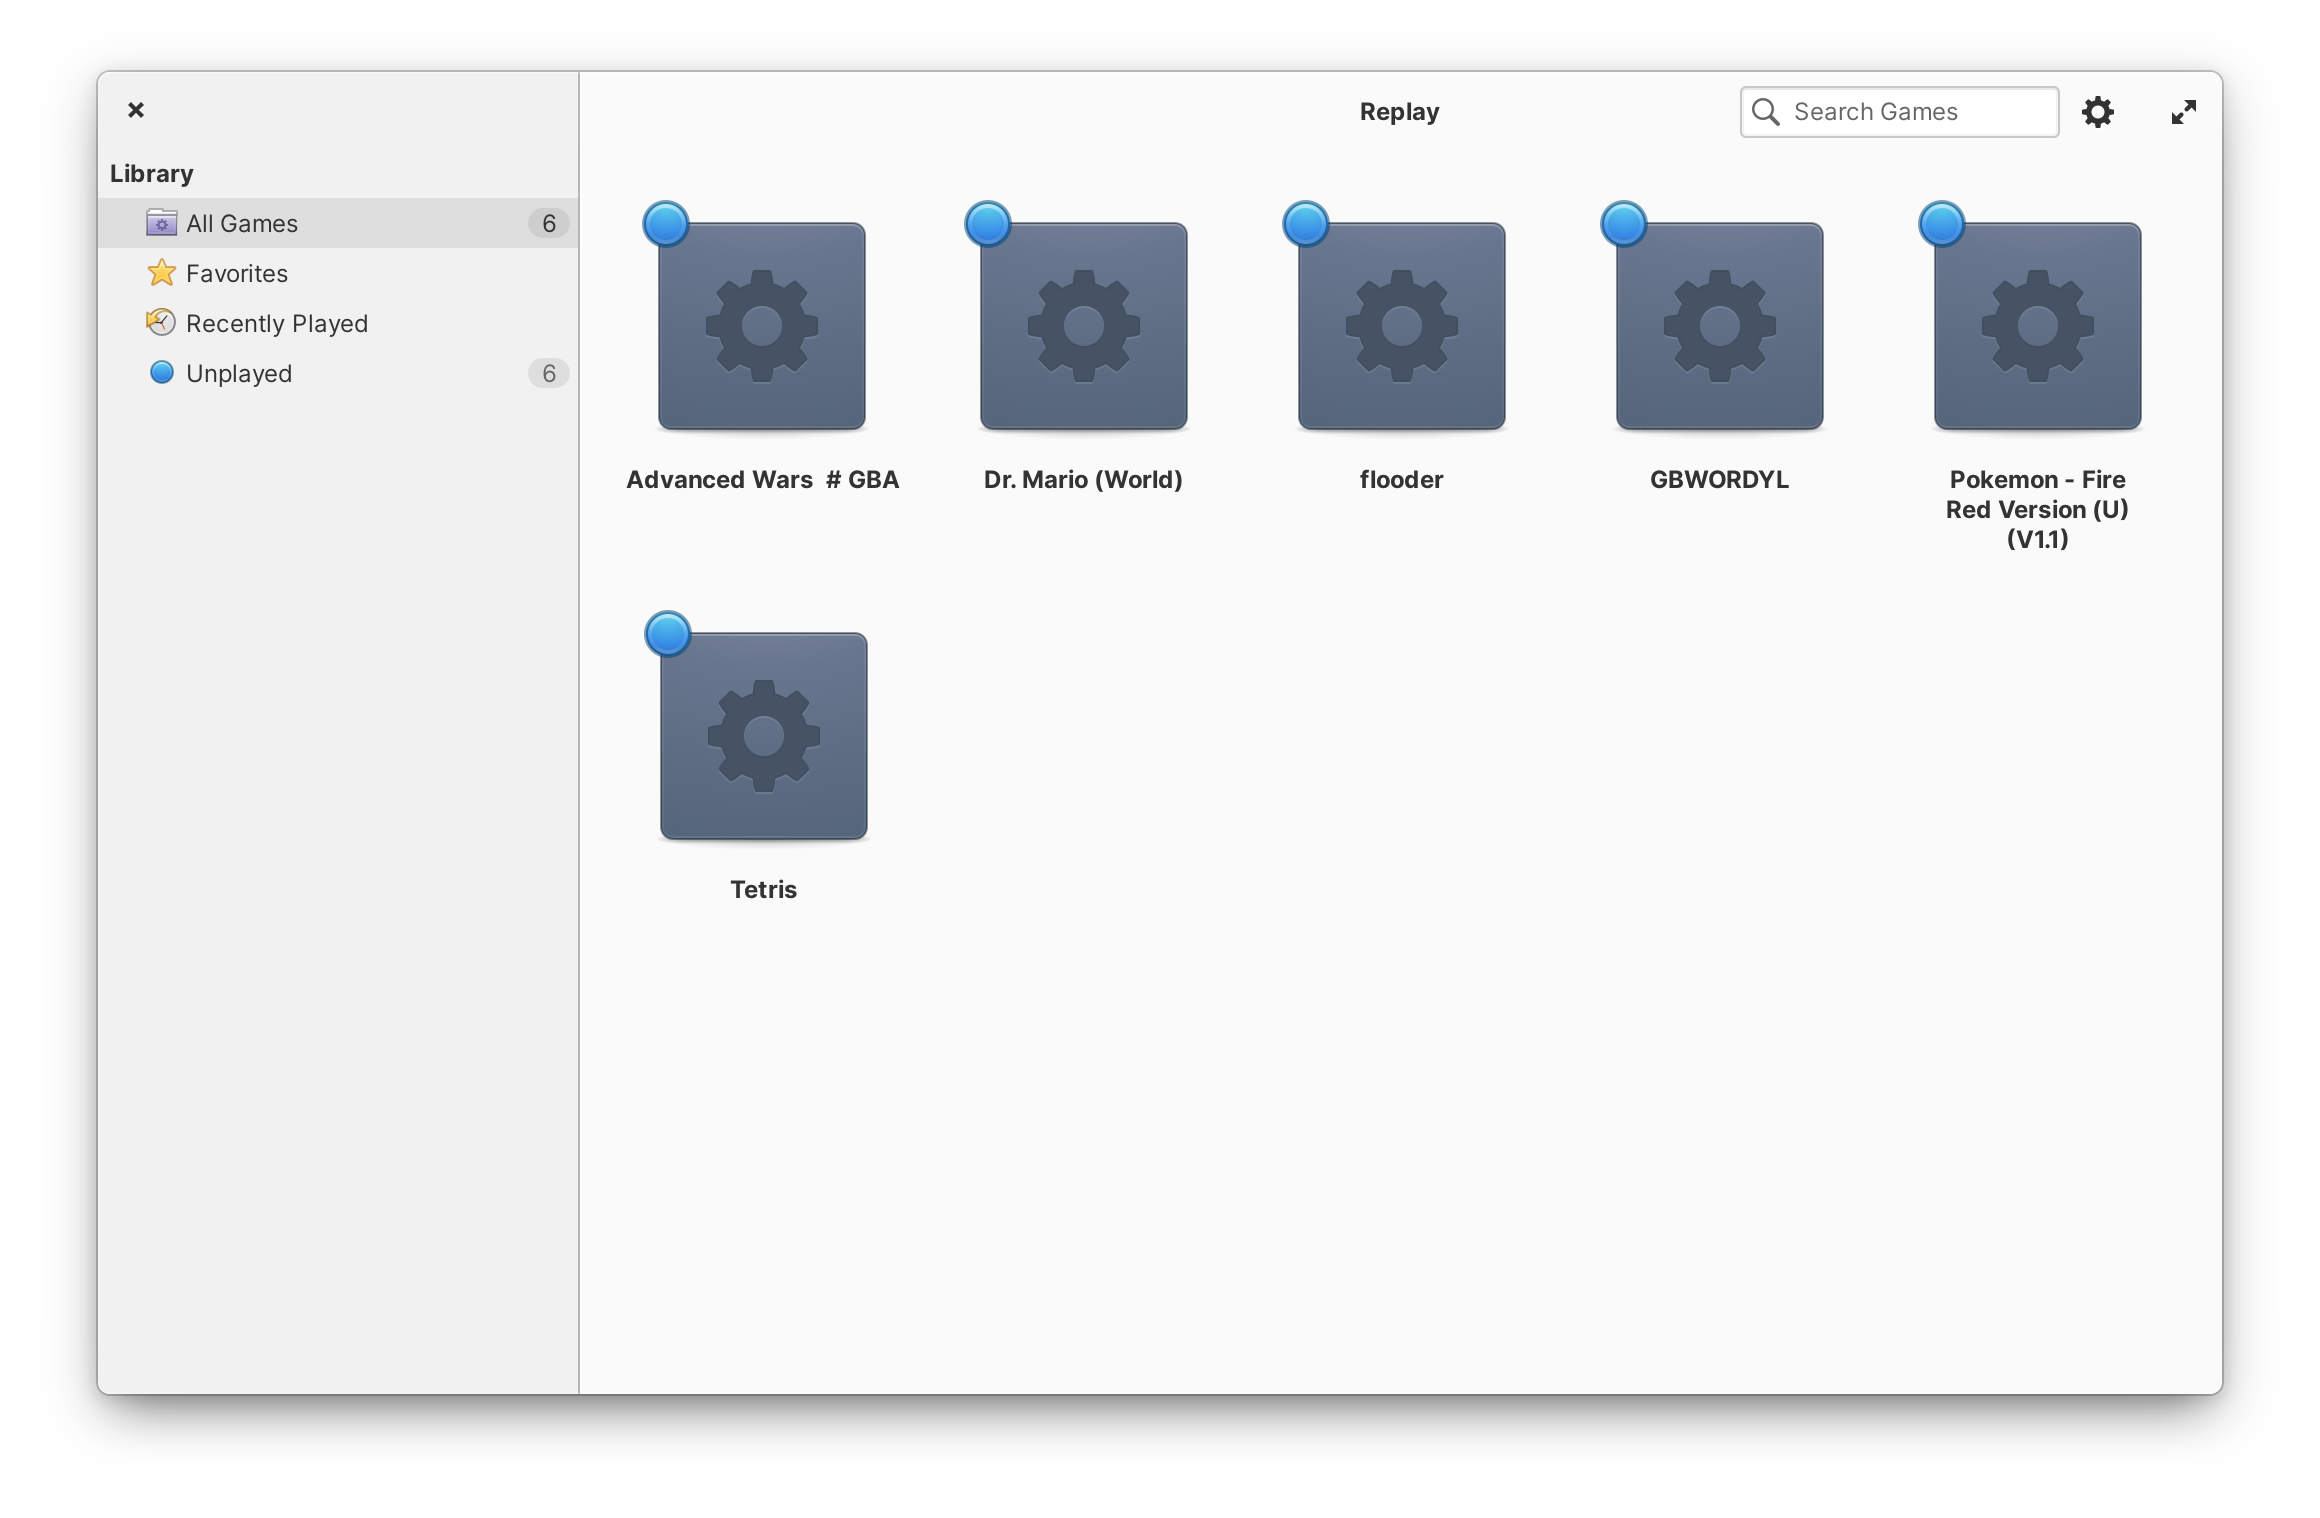 Replay
Search Games
Library
All Games 6
Favorites
Recently Played
Unplayed 6
Advanced Wars  # GBA
Dr. Mario (World)
flooder
GBWORDYL
Pokemon - Fire
Red Version (U)
(V1.1)
Tetris